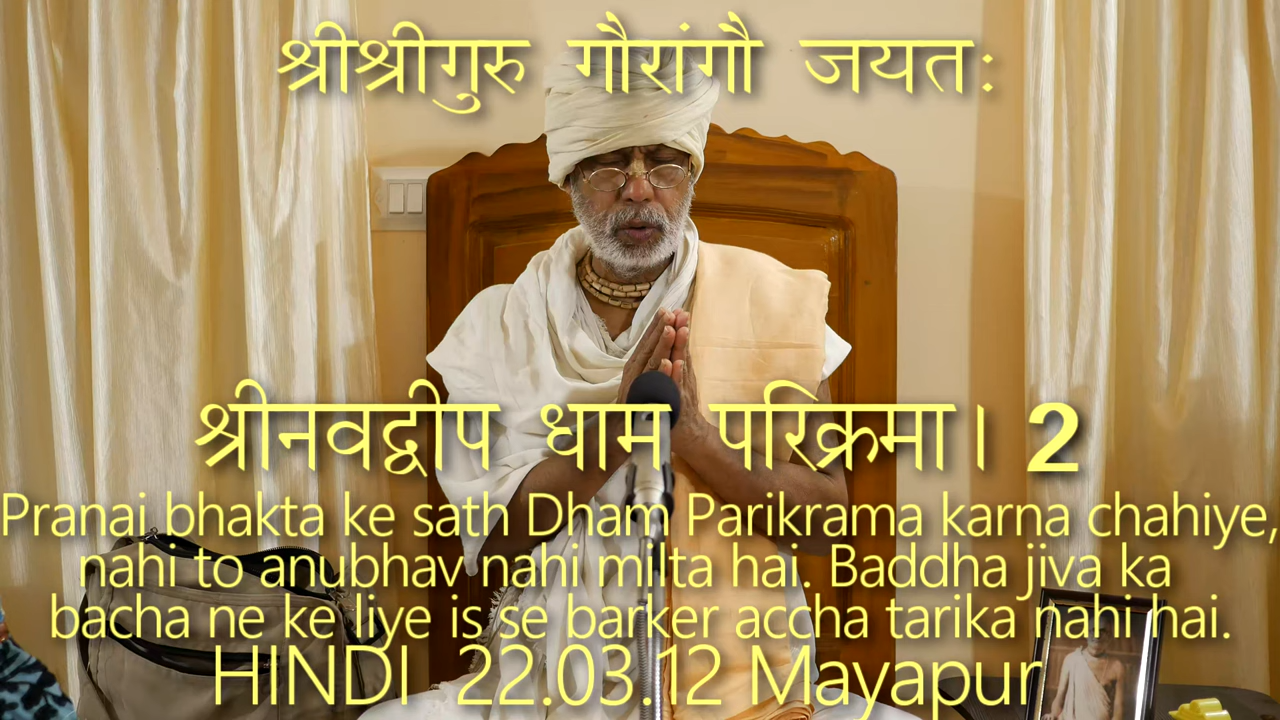 श्रीश्रीगुरु गौरांगौ जयतः
श्रीनवद्वीप धाम परिक्रमा। 2
Pranai bhakta ke sath Dham Parikrama karna chahiye,
nahi to anubhav nahi milta hai. Baddha jiva ka
bacha ne ke liye is se barker accha tarika nahi hai.
HINDI 22.03.12 Mayapur